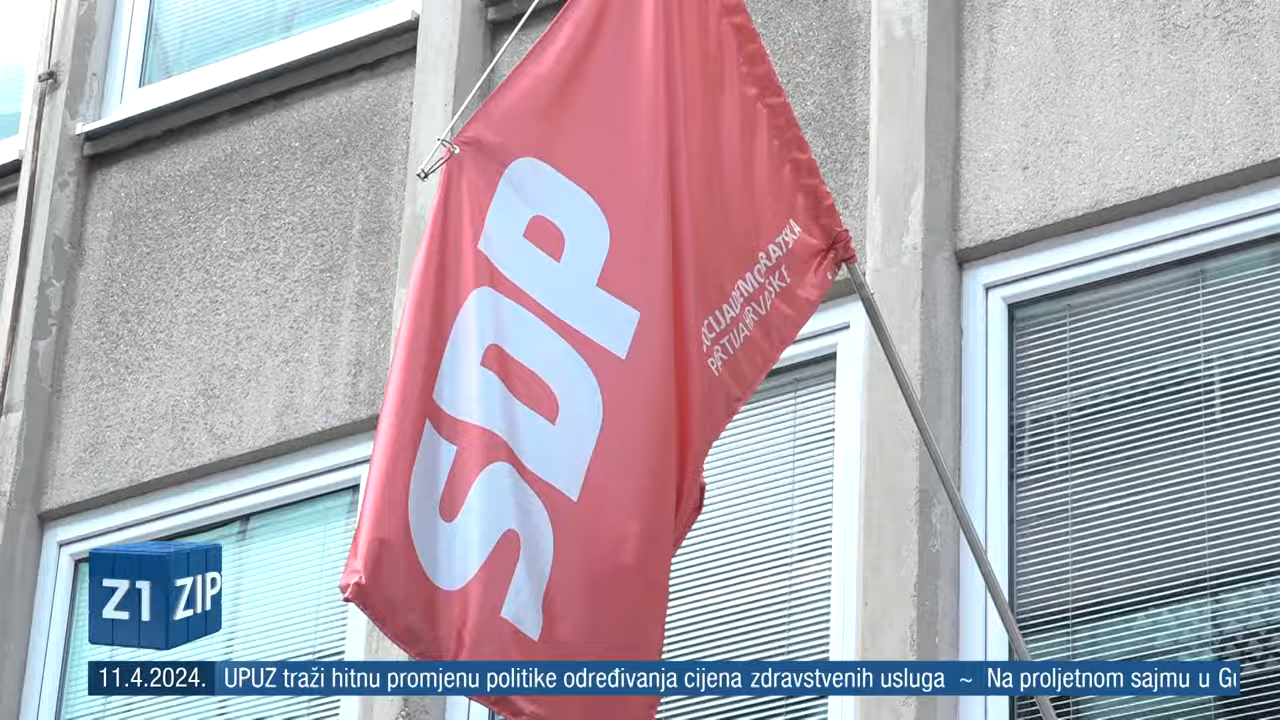 SDP
SOCIJALDEMOKRATSKA
PARTIJA HRVATSKE
Z1 ZIP
11.4.2024. UPUZ traži hitnu promjenu politike određivanja cijena zdravstvenih usluga ~ Na proljetnom sajmu u